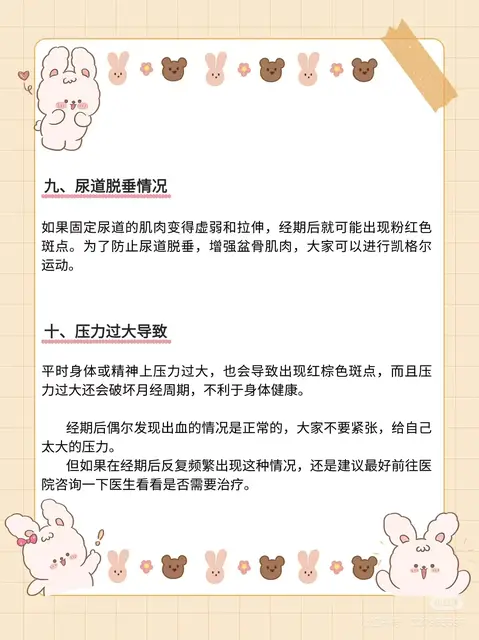 九、尿道脱垂情况
如果固定尿道的肌肉变得虚弱和拉伸，经期后就可能出现粉红色
斑点。为了防止尿道脱垂，增强盆骨肌肉，大家可以进行凯格尔
运动。
十、压力过大导致
平时身体或精神上压力过大，也会导致出现红棕色斑点，而且压
力过大还会破坏月经周期，不利于身体健康。
经期后偶尔发现出血的情况是正常的，大家不要紧张，给自己
太大的压力。
但如果在经期后反复频繁出现这种情况，还是建议最好前往医
院咨询一下医生看看是否需要治疗。